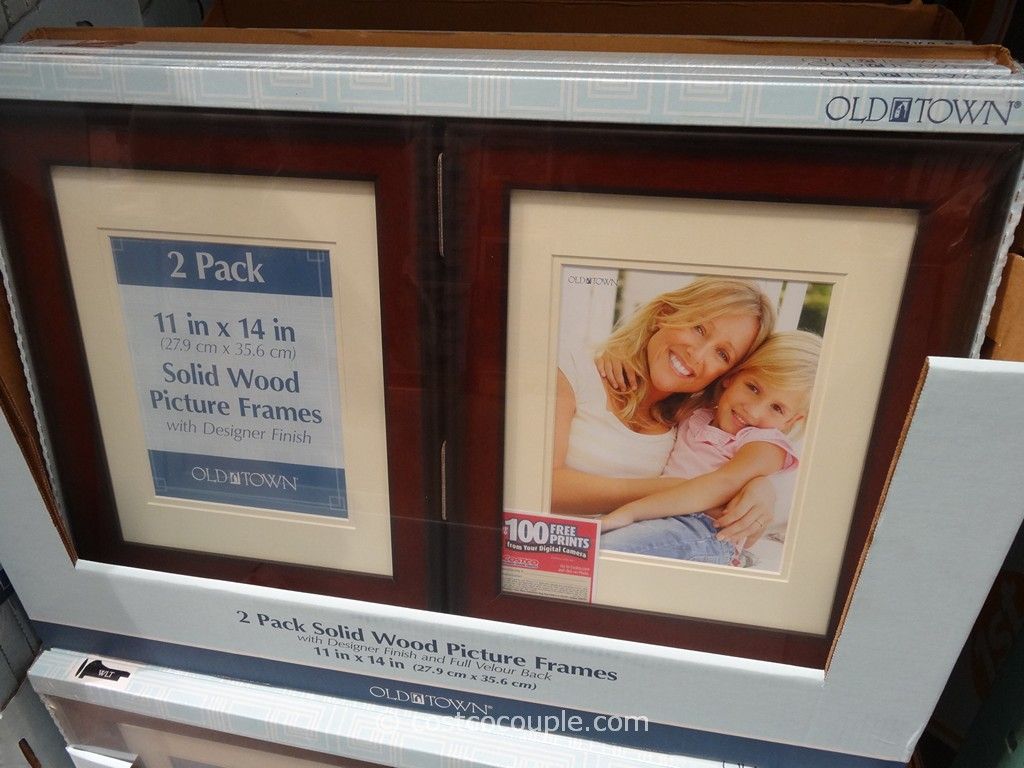 OLD TOWN®
2 Pack
11 in x 14 in
(27.9 cm x 35.6 cm)
Solid Wood
Picture Frames
with Designer Finish
OLD TOWN
OLD TOWN
100 FREE
PRINTS
from Your Digital Camera
Costco
2 Pack Solid Wood Picture Frames
with Designer Finish and Full Velour Back
11 in x 14 in (27.9 cm x 35.6 cm)
WLT
OLD TOWN
© costcocouple.com